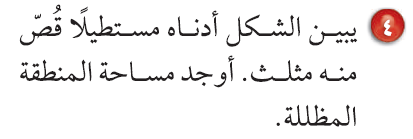 ٤ يبين الشكل أدناه مستطيلًا قُصّ
منه مثلث. أوجد مساحة المنطقة
المظللة.